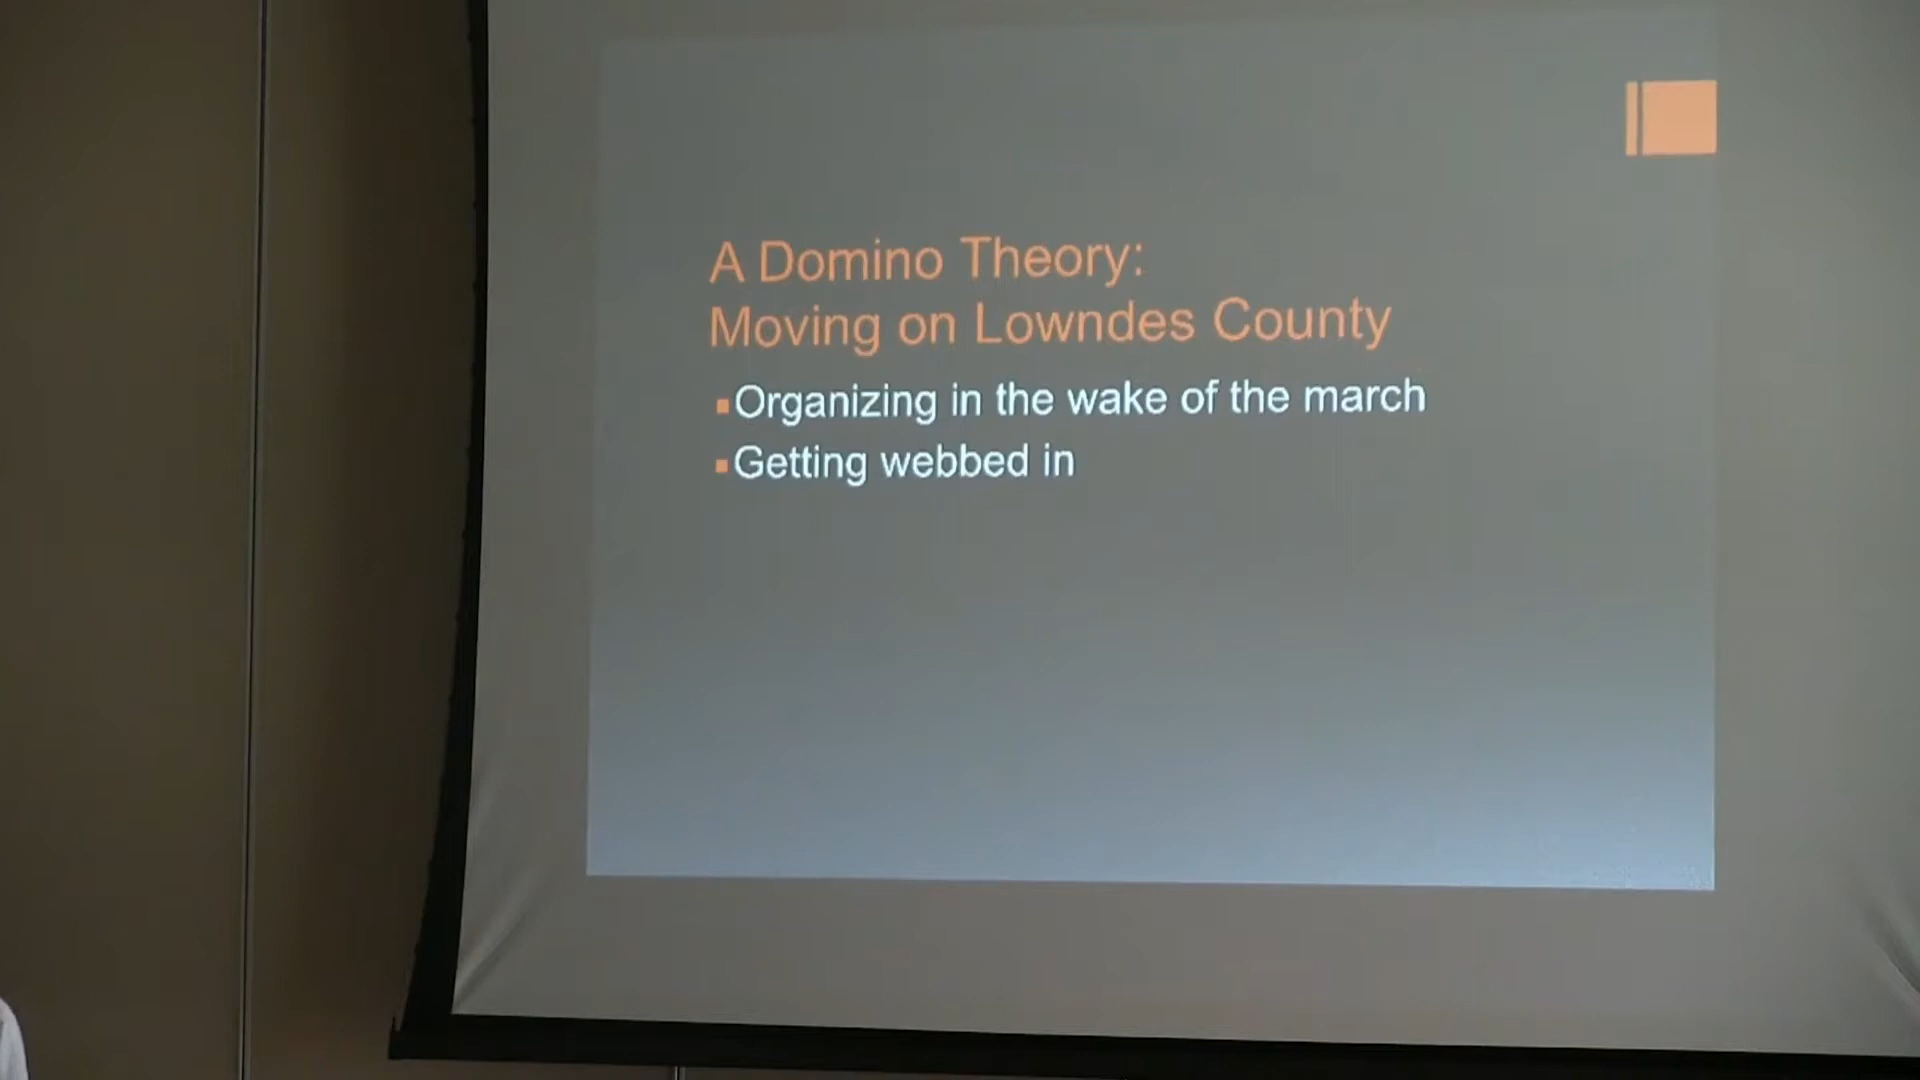 A Domino Theory:
Moving on Lowndes County
▪Organizing in the wake of the march
▪Getting webbed in